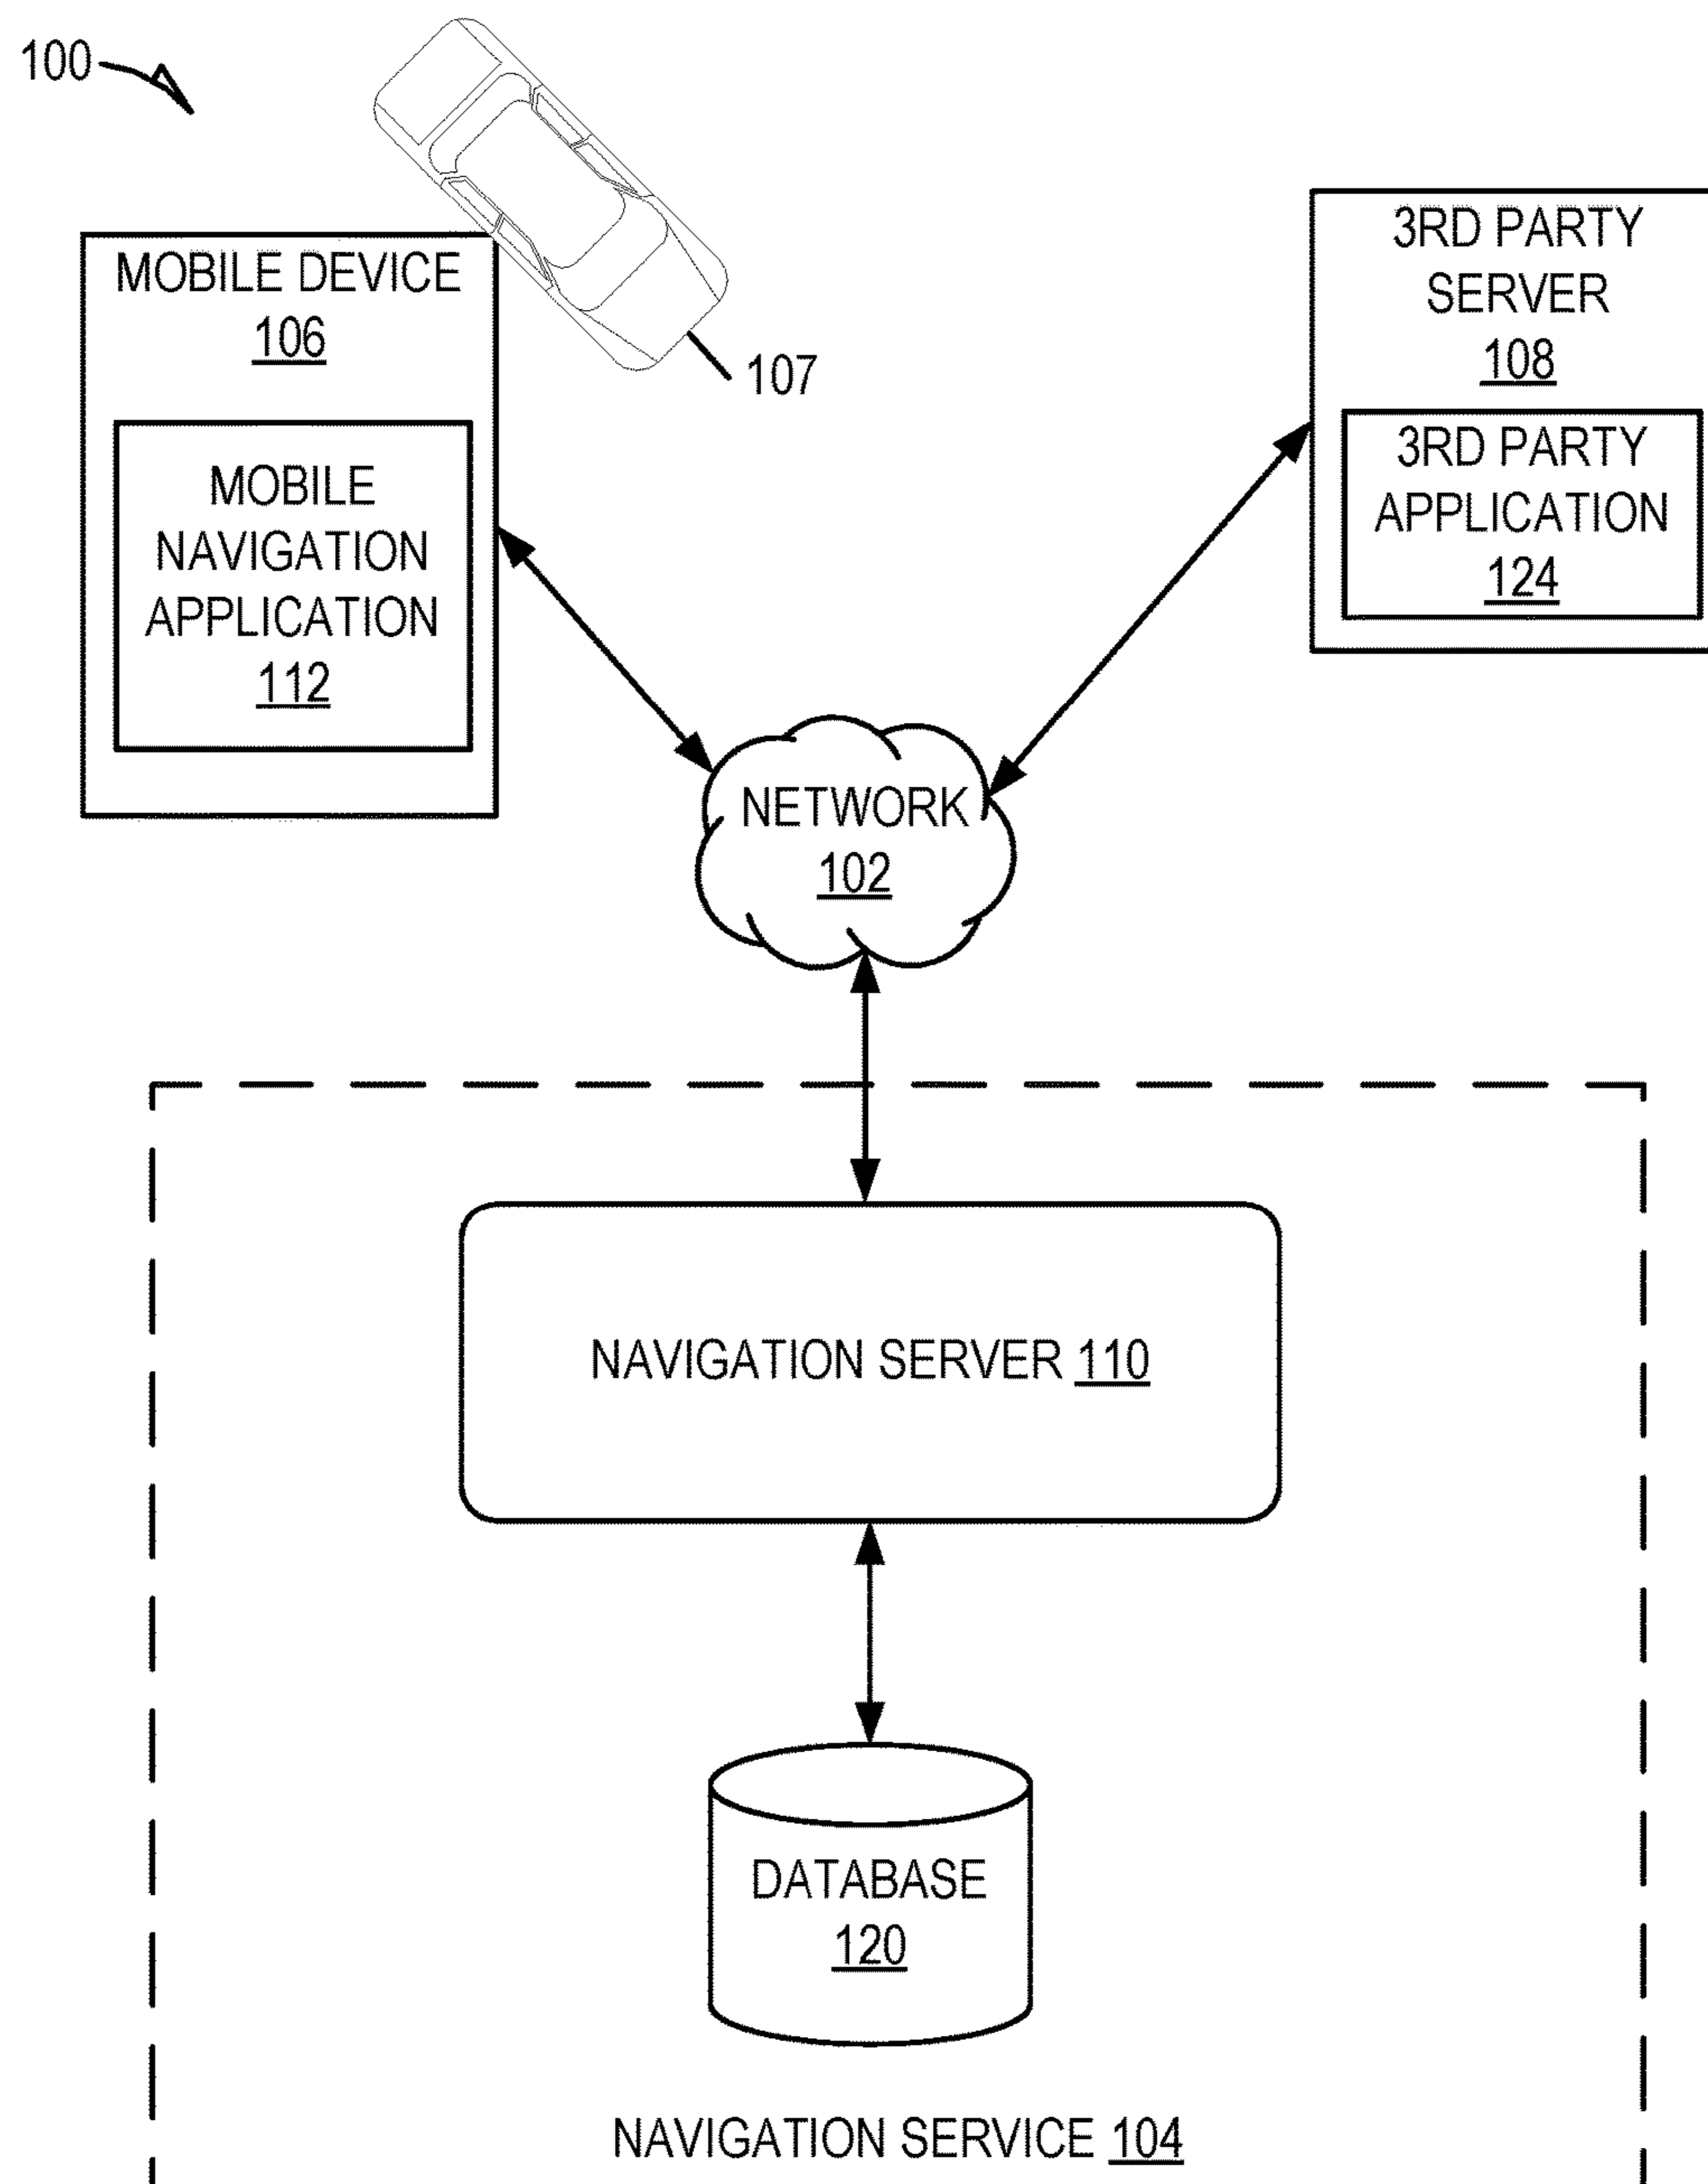 100
MOBILE DEVICE
106
107
MOBILE
NAVIGATION
APPLICATION
112
3RD PARTY
SERVER
108
3RD PARTY
APPLICATION
124
NETWORK
102
NAVIGATION SERVER 110
DATABASE
120
NAVIGATION SERVICE 104